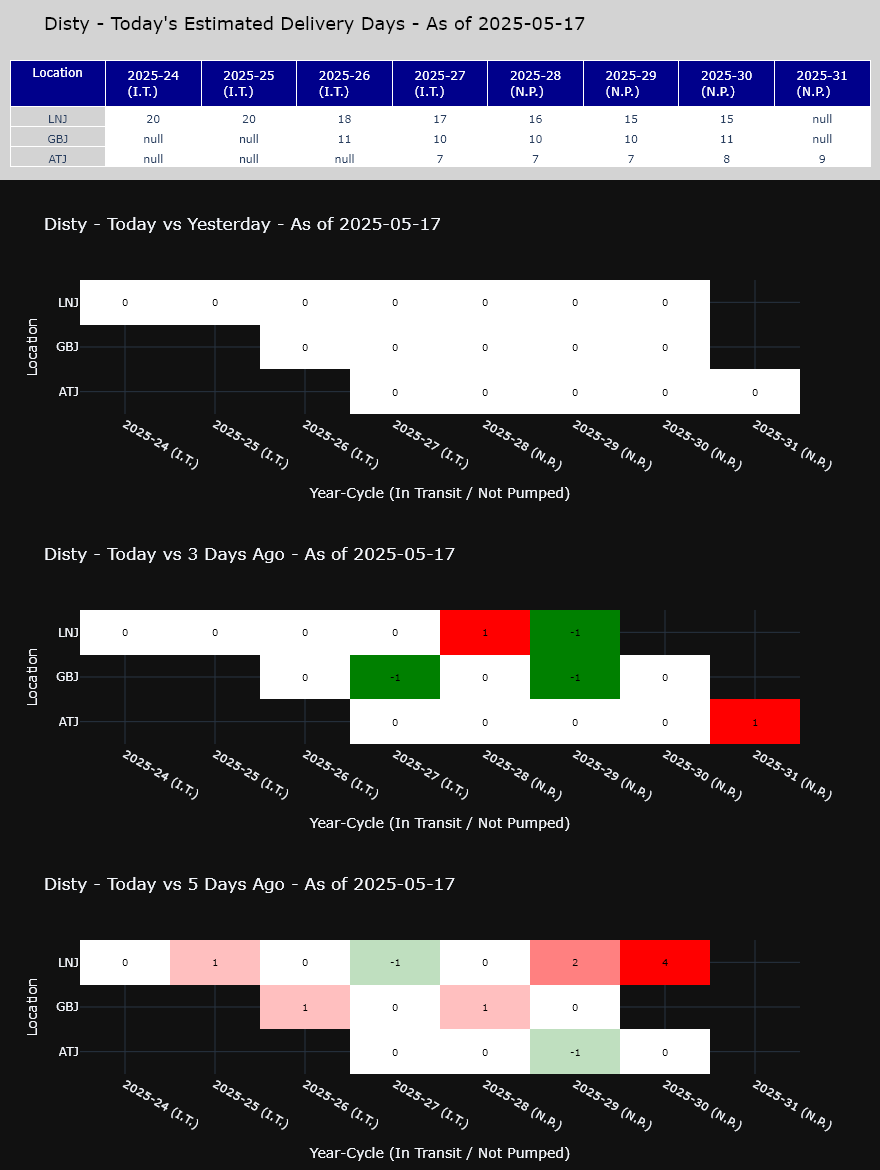 Disty - Today's Estimated Delivery Days - As of 2025-05-17
Location 2025-24 (I.T.) 2025-25 (I.T.) 2025-26 (I.T.) 2025-27 (I.T.) 2025-28 (N.P.) 2025-29 (N.P.) 2025-30 (N.P.) 2025-31 (N.P.)
LNJ 20 20 18 17 16 15 15 null
GBJ null null 11 10 10 10 11 null
ATJ null null null 7 7 7 8 9
Disty - Today vs Yesterday - As of 2025-05-17
Location
LNJ 0 0 0 0 0 0 0
GBJ 0 0 0 0 0
ATJ 0 0 0 0 0
2025-24 (I.T.) 2025-25 (I.T.) 2025-26 (I.T.) 2025-27 (I.T.) 2025-28 (N.P.) 2025-29 (N.P.) 2025-30 (N.P.) 2025-31 (N.P.)
Year-Cycle (In Transit / Not Pumped)
Disty - Today vs 3 Days Ago - As of 2025-05-17
Location
LNJ 0 0 0 0 1 -1
GBJ 0 -1 0 -1 0
ATJ 0 0 0 0 1
2025-24 (I.T.) 2025-25 (I.T.) 2025-26 (I.T.) 2025-27 (I.T.) 2025-28 (N.P.) 2025-29 (N.P.) 2025-30 (N.P.) 2025-31 (N.P.)
Year-Cycle (In Transit / Not Pumped)
Disty - Today vs 5 Days Ago - As of 2025-05-17
Location
LNJ 0 1 0 -1 0 2 4
GBJ 1 0 1 0
ATJ 0 0 -1 0
2025-24 (I.T.) 2025-25 (I.T.) 2025-26 (I.T.) 2025-27 (I.T.) 2025-28 (N.P.) 2025-29 (N.P.) 2025-30 (N.P.) 2025-31 (N.P.)
Year-Cycle (In Transit / Not Pumped)